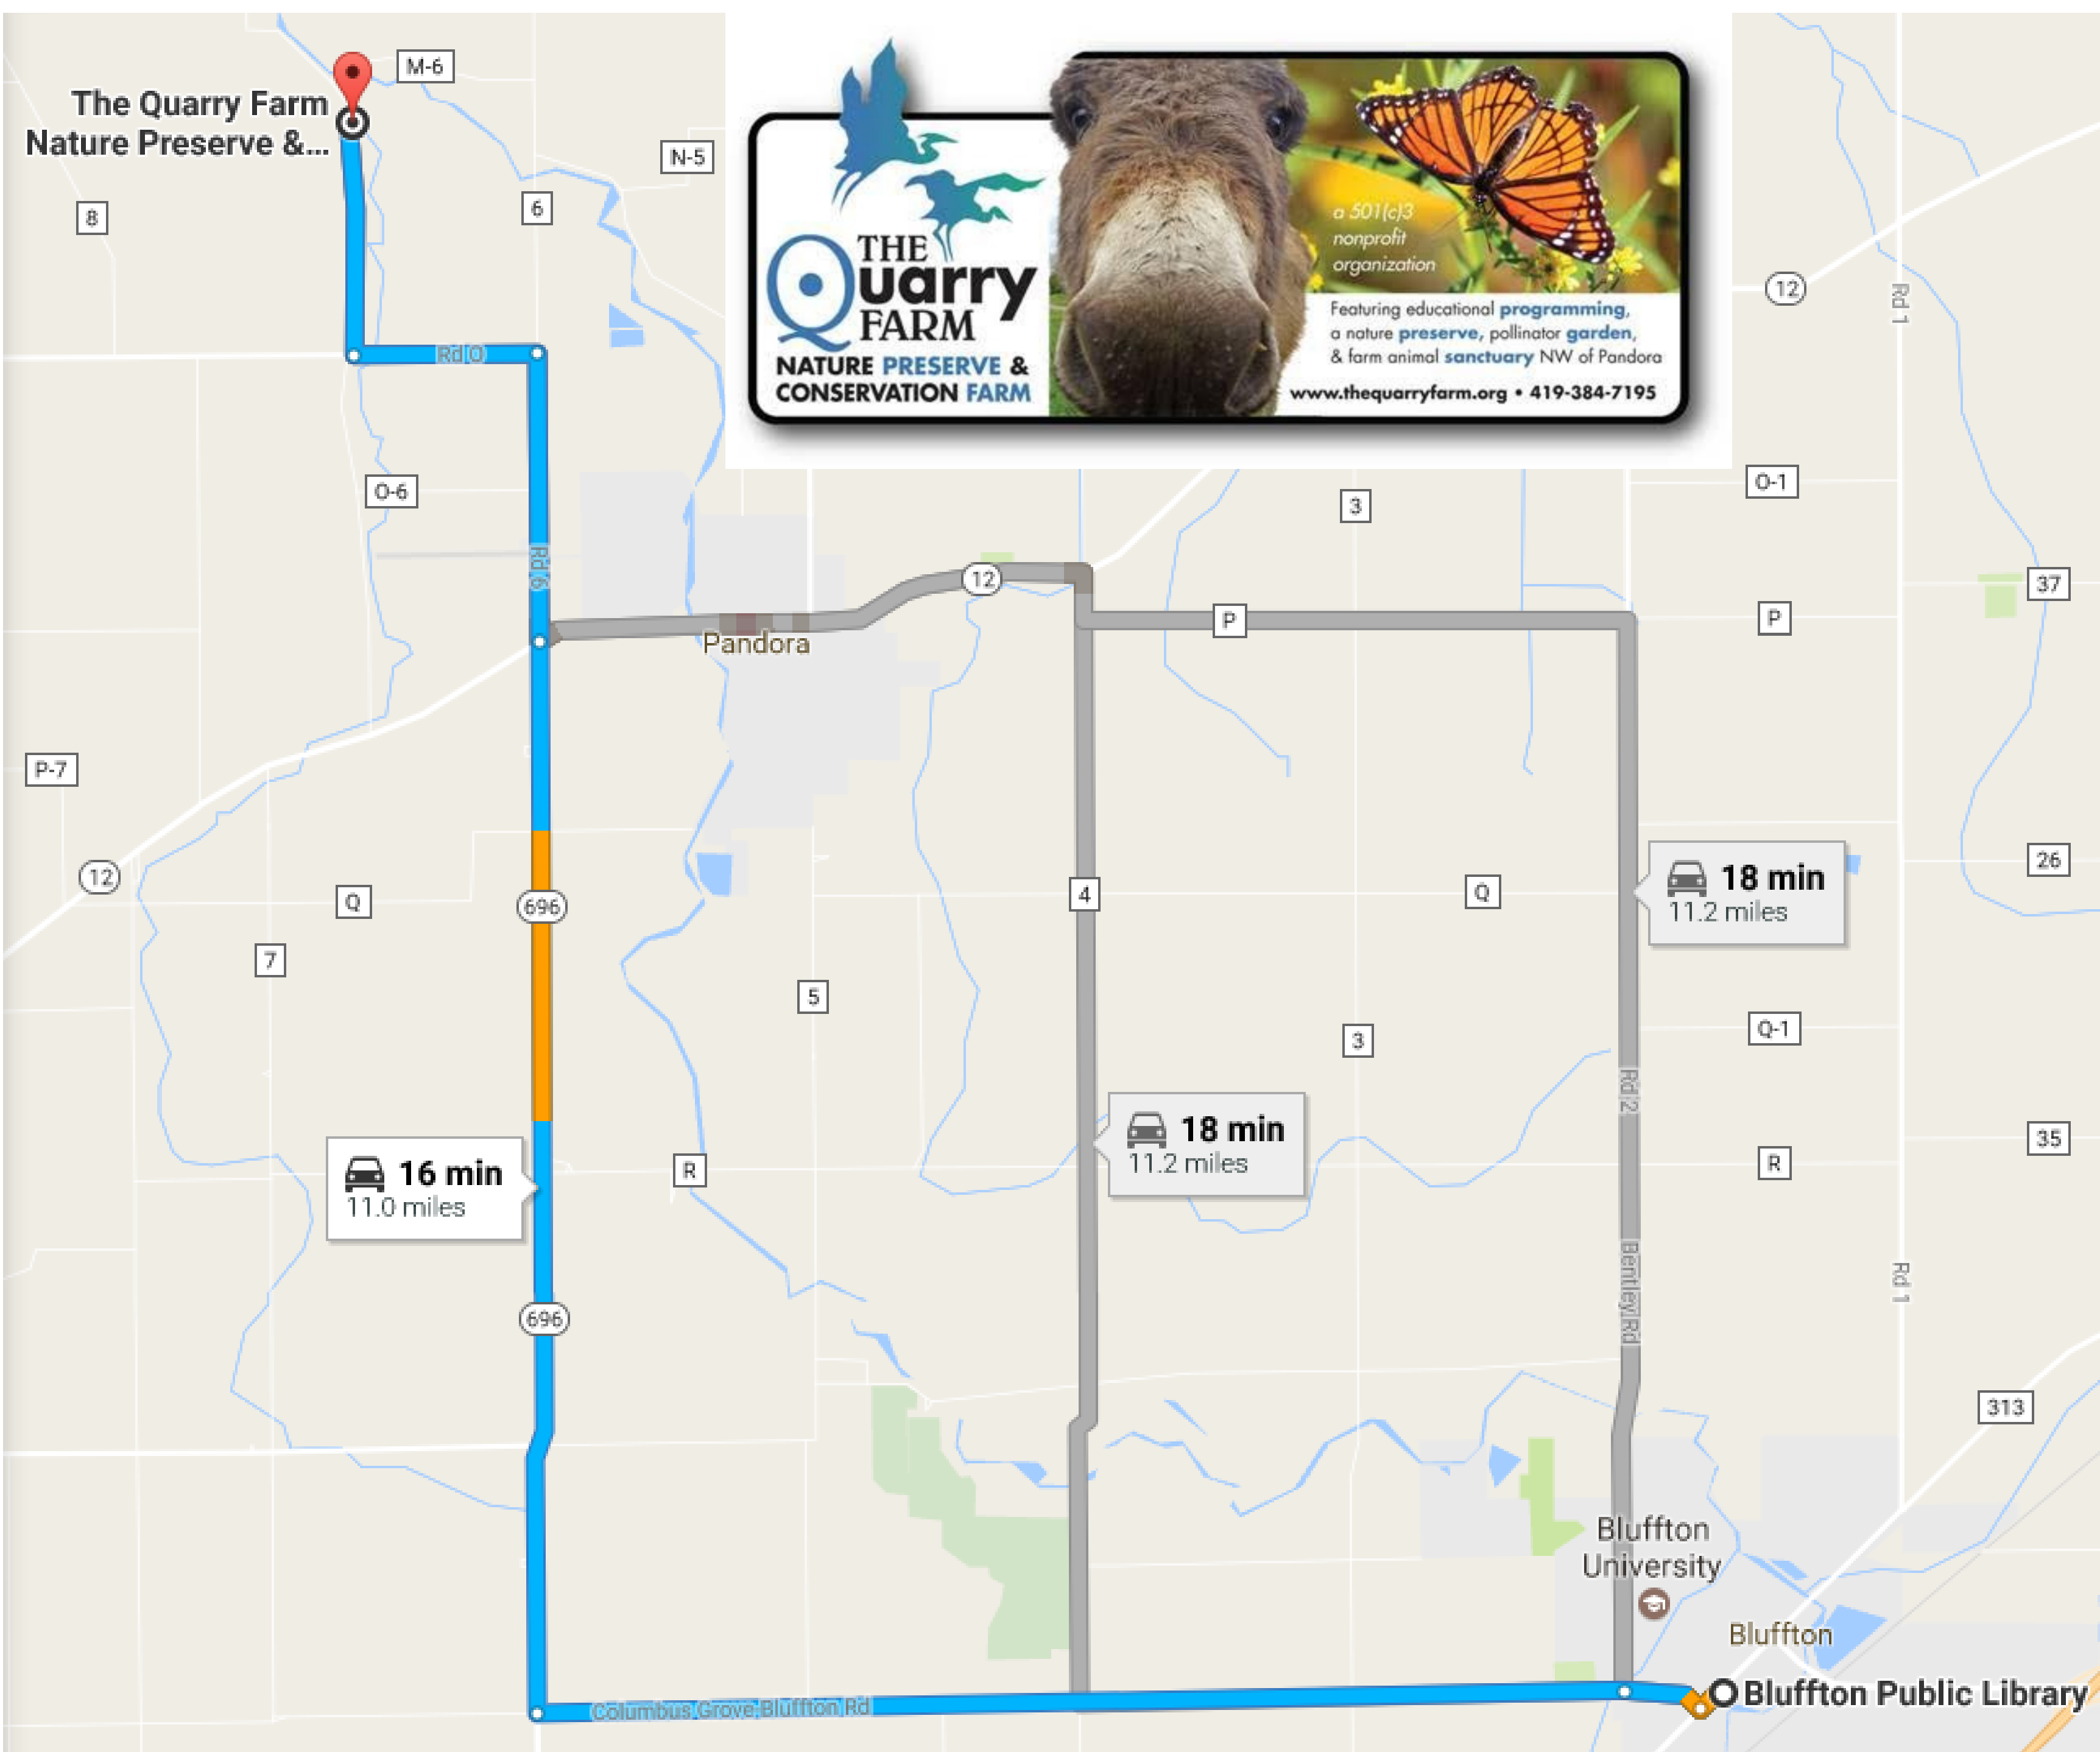 M-6
The Quarry Farm
Nature Preserve &...
N-5
8
6
THE
Quarry
FARM
NATURE PRESERVE &
CONSERVATION FARM
a 501(c)3
nonprofit
organization
Featuring educational programming,
a nature preserve, pollinator garden,
& farm animal sanctuary NW of Pandora
www.thequarryfarm.org • 419-384-7195
12
Rd 1
Rd O
O-6
3
O-1
Rd 6
12
37
P
P
Pandora
P-7
12
Q
696
4
Q
18 min
11.2 miles
26
7
5
3
Q-1
Rd 2
18 min
11.2 miles
35
R
R
16 min
11.0 miles
Bentley Rd
Rd 1
696
313
Bluffton
University
Bluffton
Columbus Grove Bluffton Rd
Bluffton Public Library